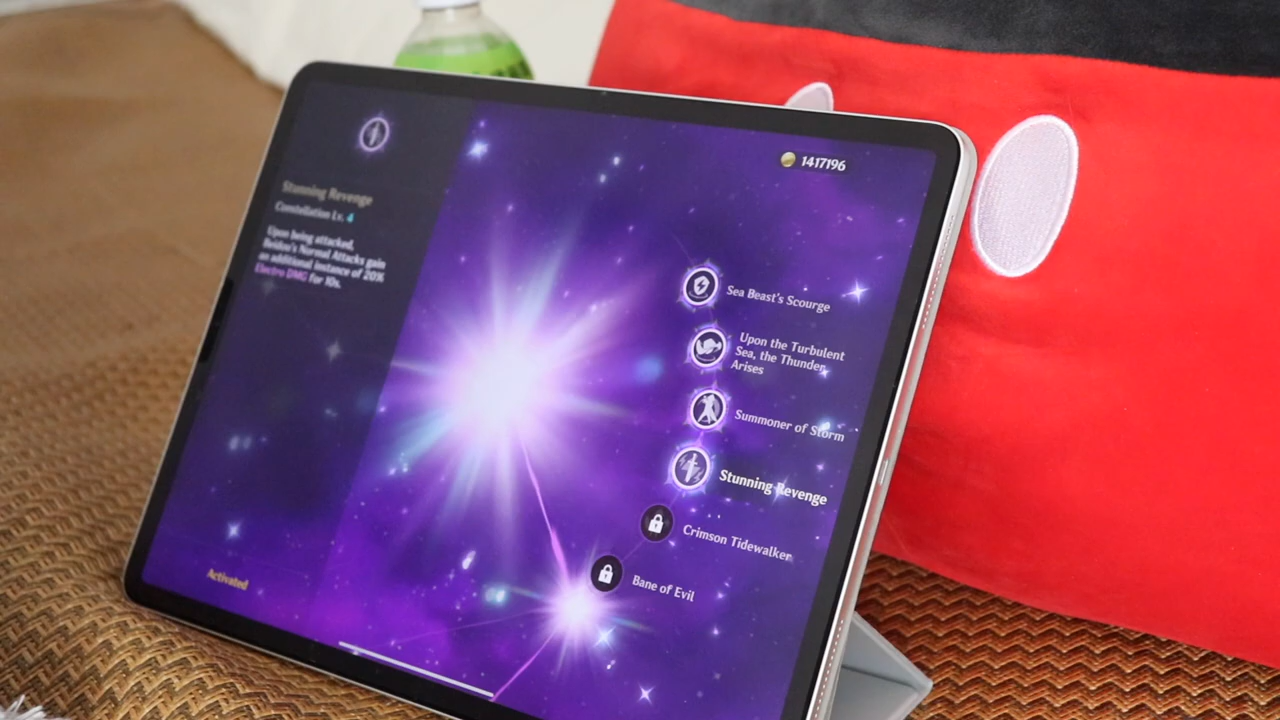 1417196
Stunning Revenge
Constellation Lv. 4
Upon being attacked,
Beidou's Normal Attacks gain
an additional instance of 20%
Electro DMG for 10s.
Sea Beast's Scourge
Upon the Turbulent
Sea, the Thunder
Arises
Summoner of Storm
Stunning Revenge
Crimson Tidewalker
Bane of Evil
Activated